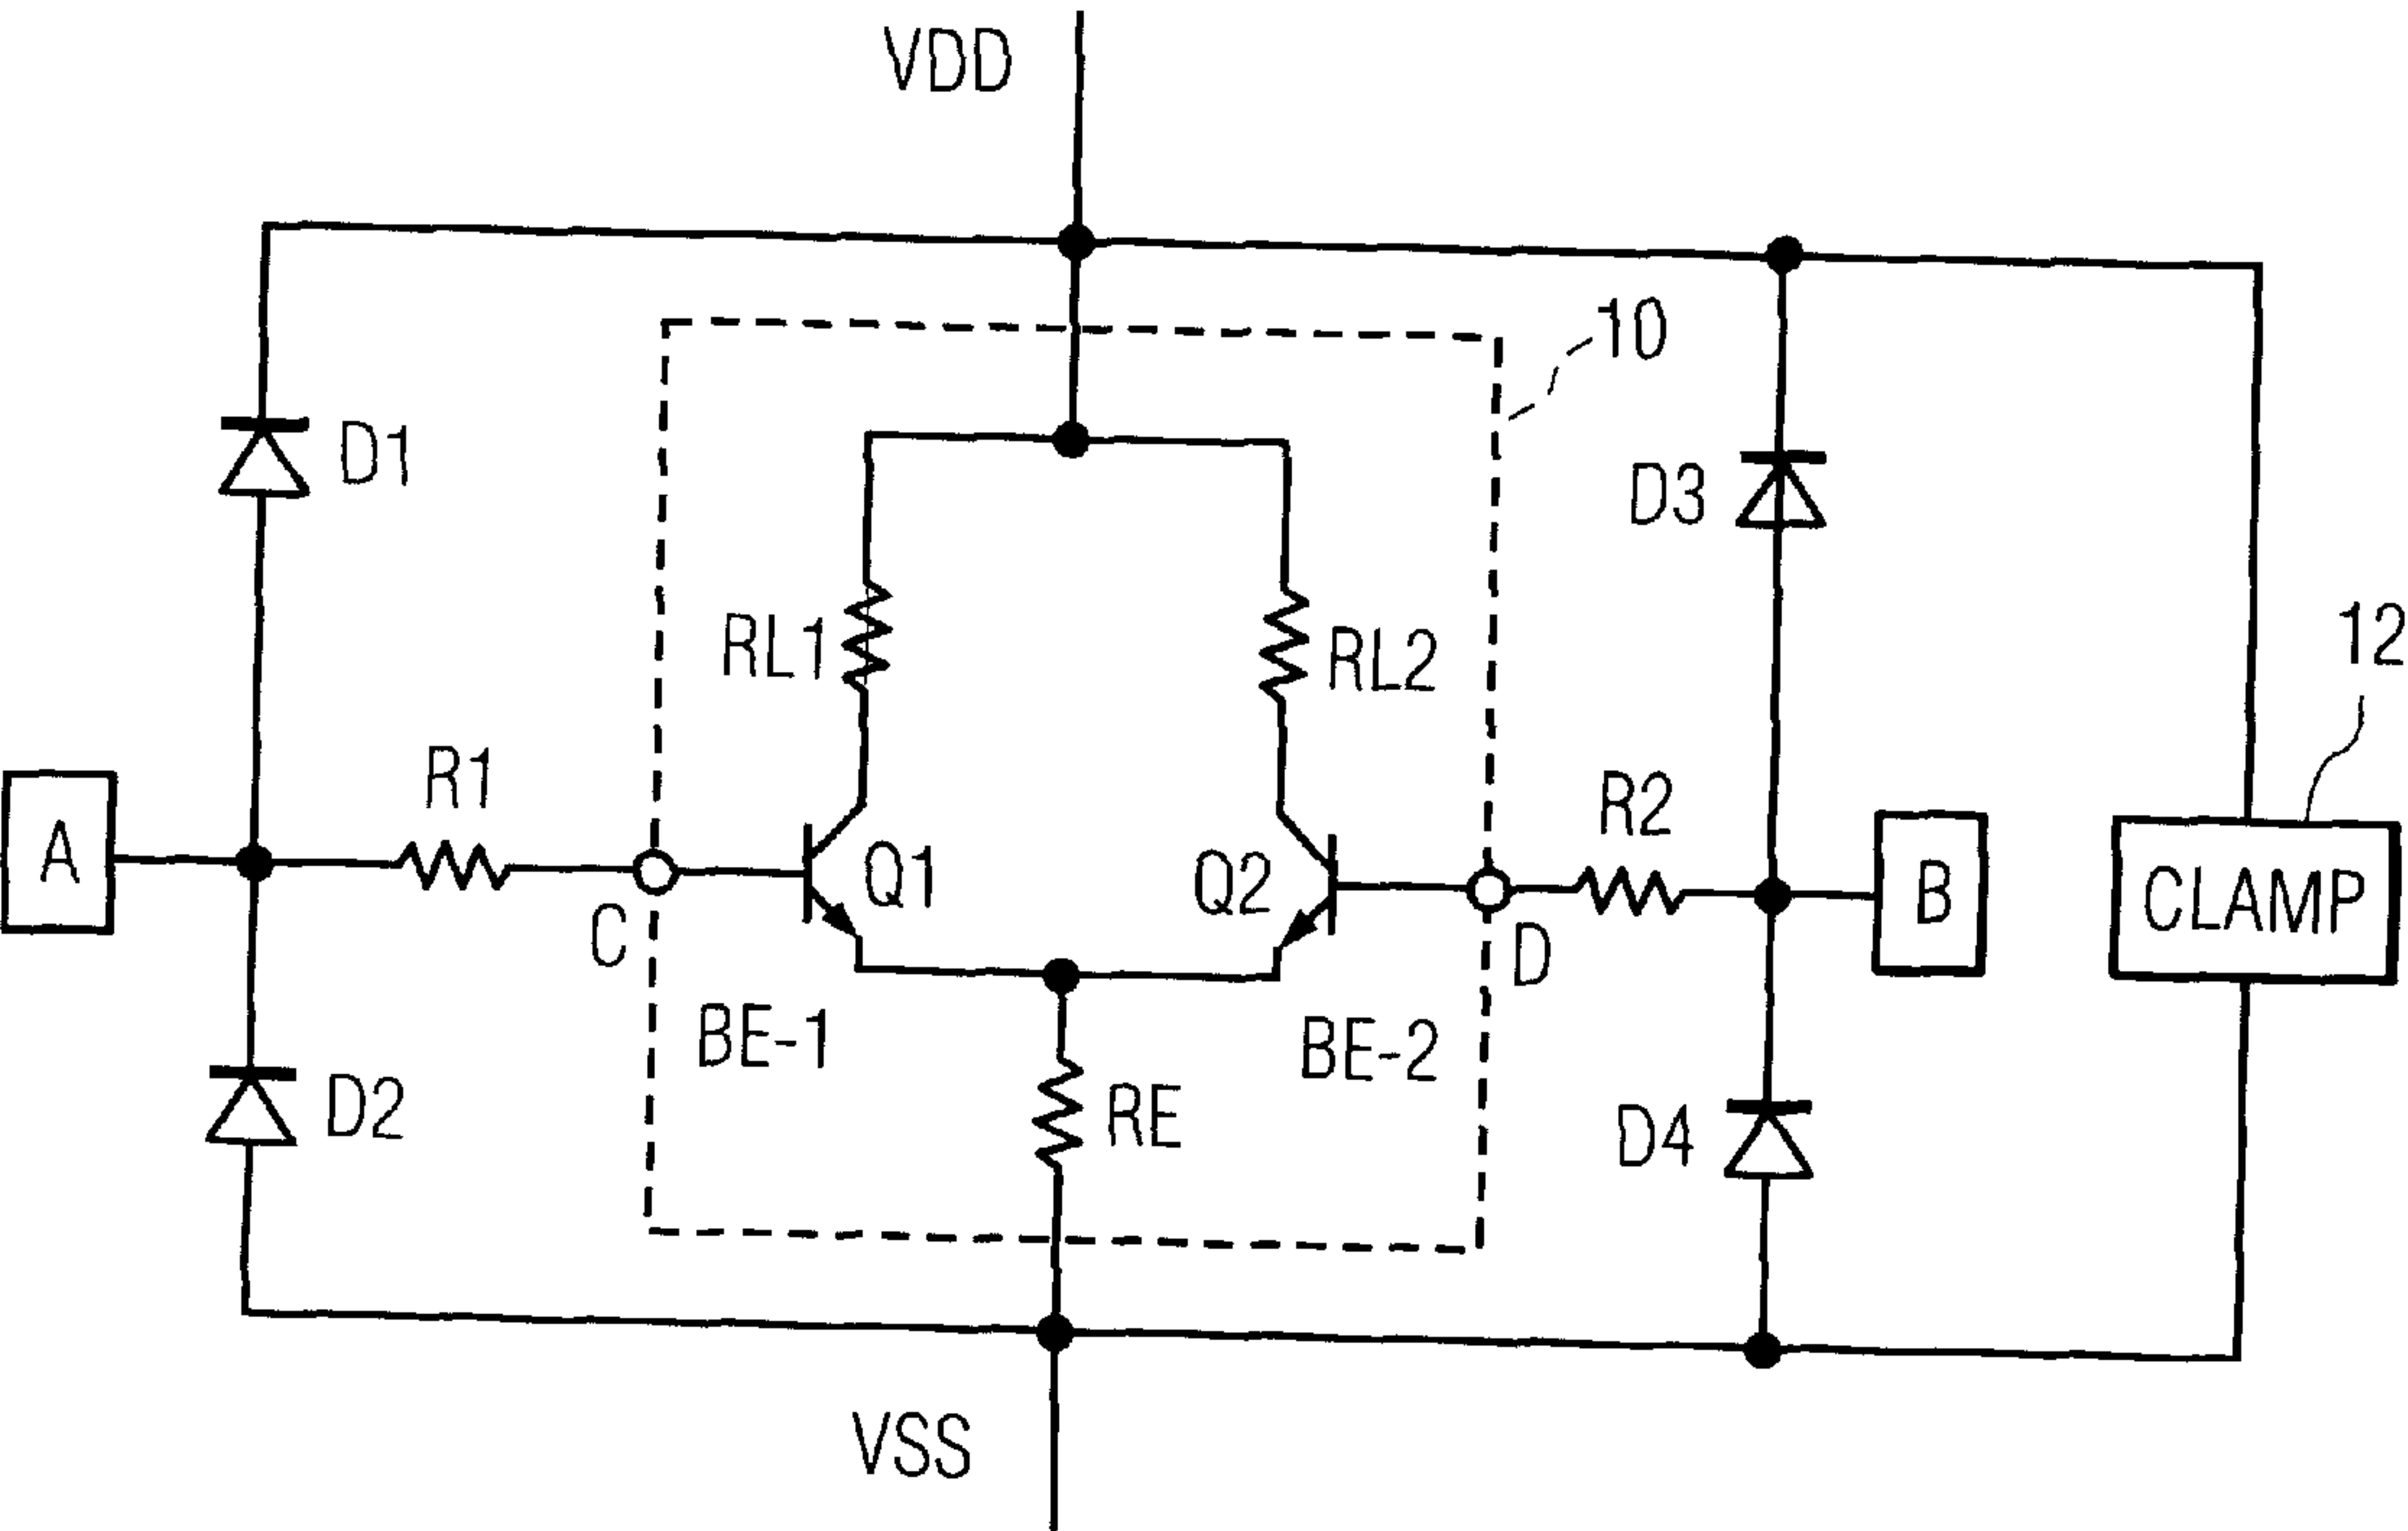 VDD
10
D1
D3
RL1
RL2
12
R1
R2
A
Q1
Q2
B
CLAMP
C
D
BE-1
BE-2
D2
RE
D4
VSS